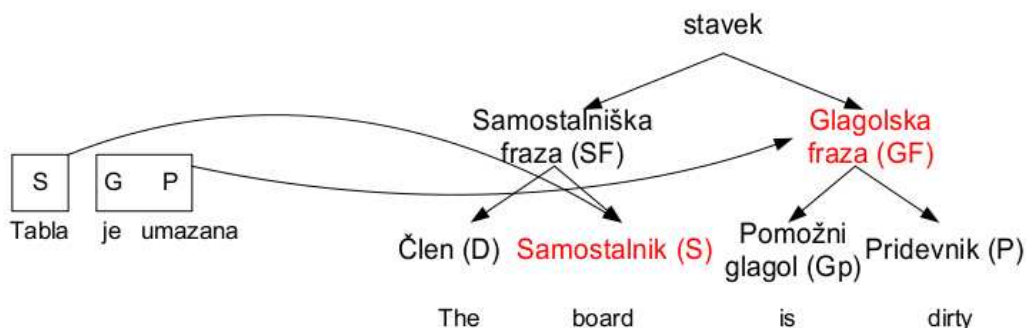 stavek
Samostalniška
fraza (SF)
Glagolska
fraza (GF)
S
G P
Tabla je umazana
Člen (D)
Samostalnik (S)
Pomožni
glagol (Gp)
Pridevnik (P)
The board is dirty